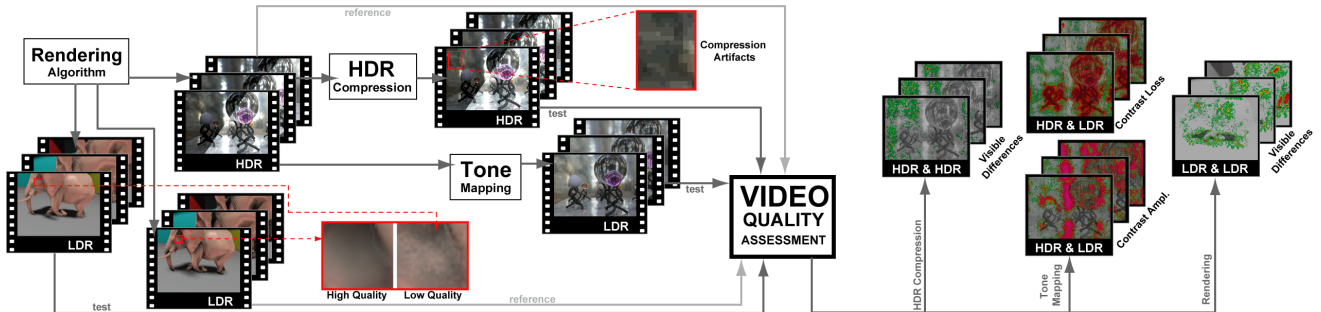 reference
Rendering
Algorithm
HDR
Compression
Compression
Artifacts
HDR
HDR
test
Tone
Mapping
LDR
test
LDR
LDR
High Quality
Low Quality
test
reference
VIDEO
QUALITY
ASSESSMENT
HDR Compression
Tone
Mapping
Rendering
HDR & HDR
Visible
Differences
HDR & LDR
Contrast Loss
HDR & LDR
Contrast Ampl.
LDR & LDR
Visible
Differences